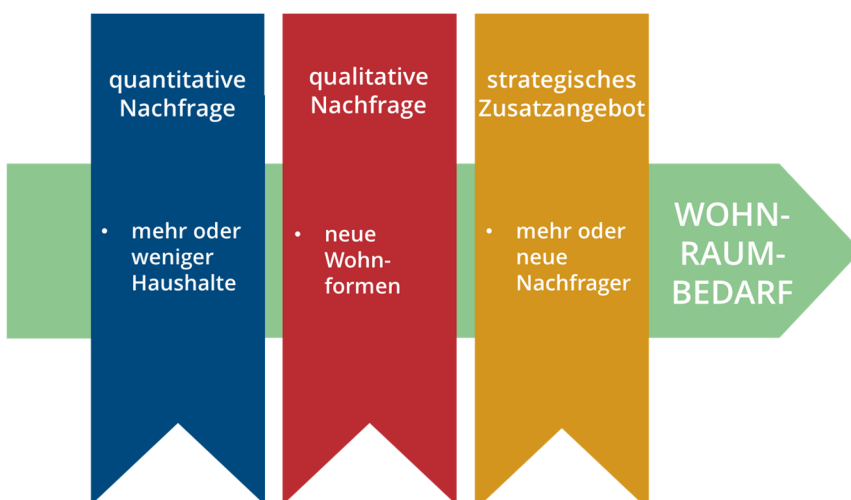 quantitative
Nachfrage
• mehr oder
weniger
Haushalte
qualitative
Nachfrage
• neue
Wohn-
formen
strategisches
Zusatzangebot
• mehr oder
neue
Nachfrager
WOHN-
RAUM-
BEDARF